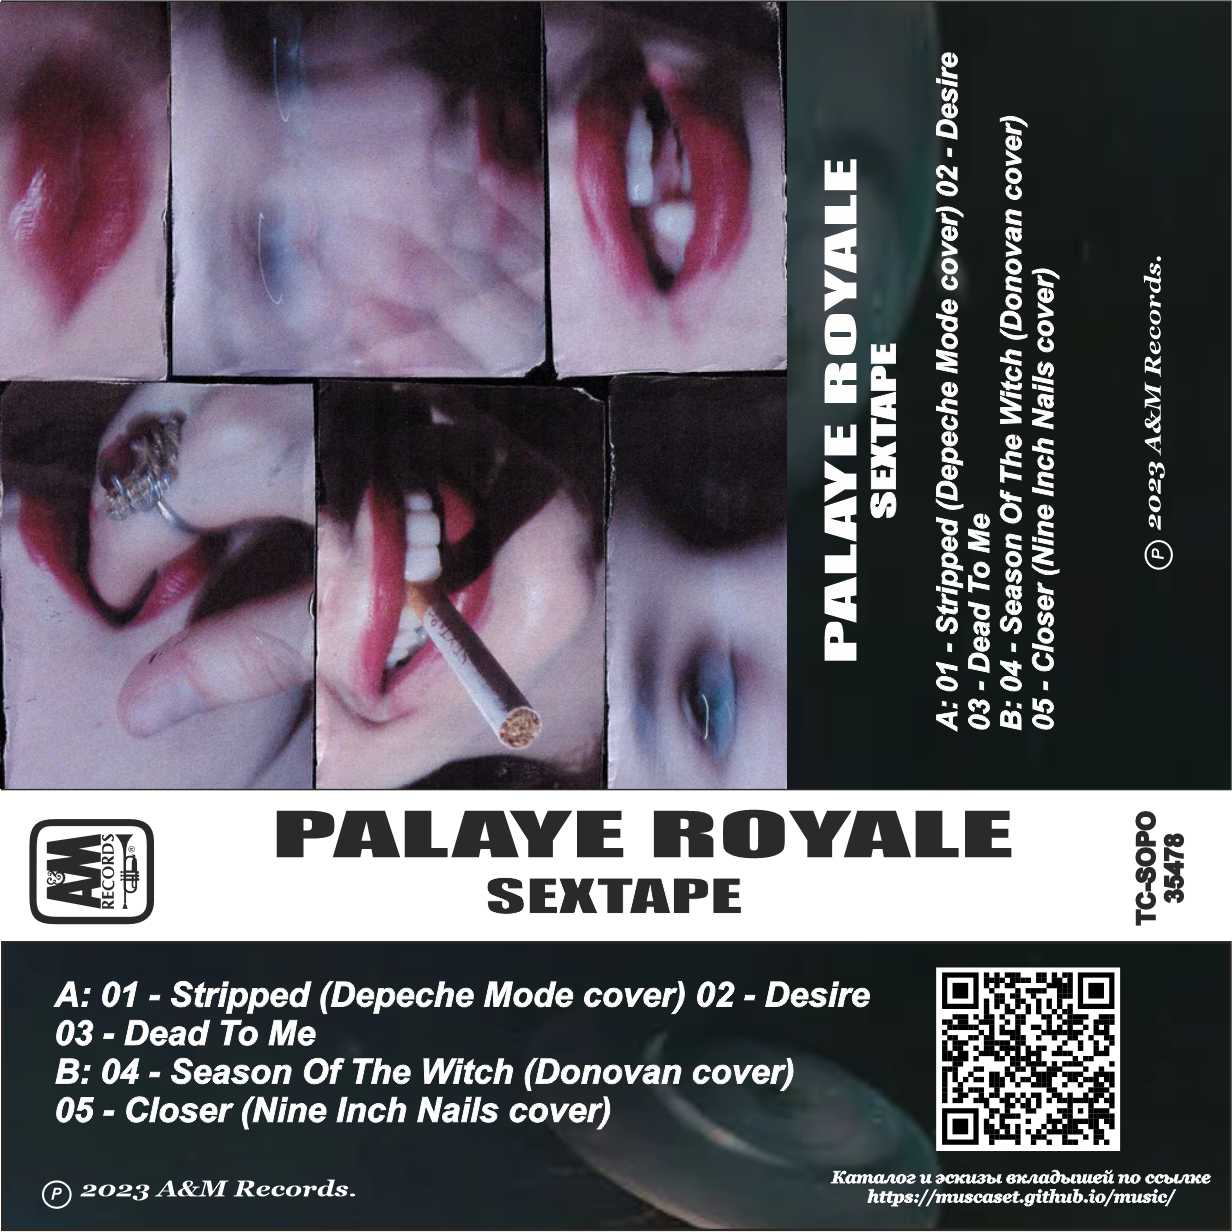 PALAYE ROYALE
SEXTAPE
A: 01 - Stripped (Depeche Mode cover) 02 - Desire
03 - Dead To Me
B: 04 - Season Of The Witch (Donovan cover)
05 - Closer (Nine Inch Nails cover)
Ⓟ 2023 A&M Records.
A&M
RECORDS
®
PALAYE ROYALE
SEXTAPE
TC-SOPO
35478
A: 01 - Stripped (Depeche Mode cover) 02 - Desire
03 - Dead To Me
B: 04 - Season Of The Witch (Donovan cover)
05 - Closer (Nine Inch Nails cover)
Ⓟ 2023 A&M Records.
Каталог и эскизы вкладышей по ссылке
https://muscaset.github.io/music/